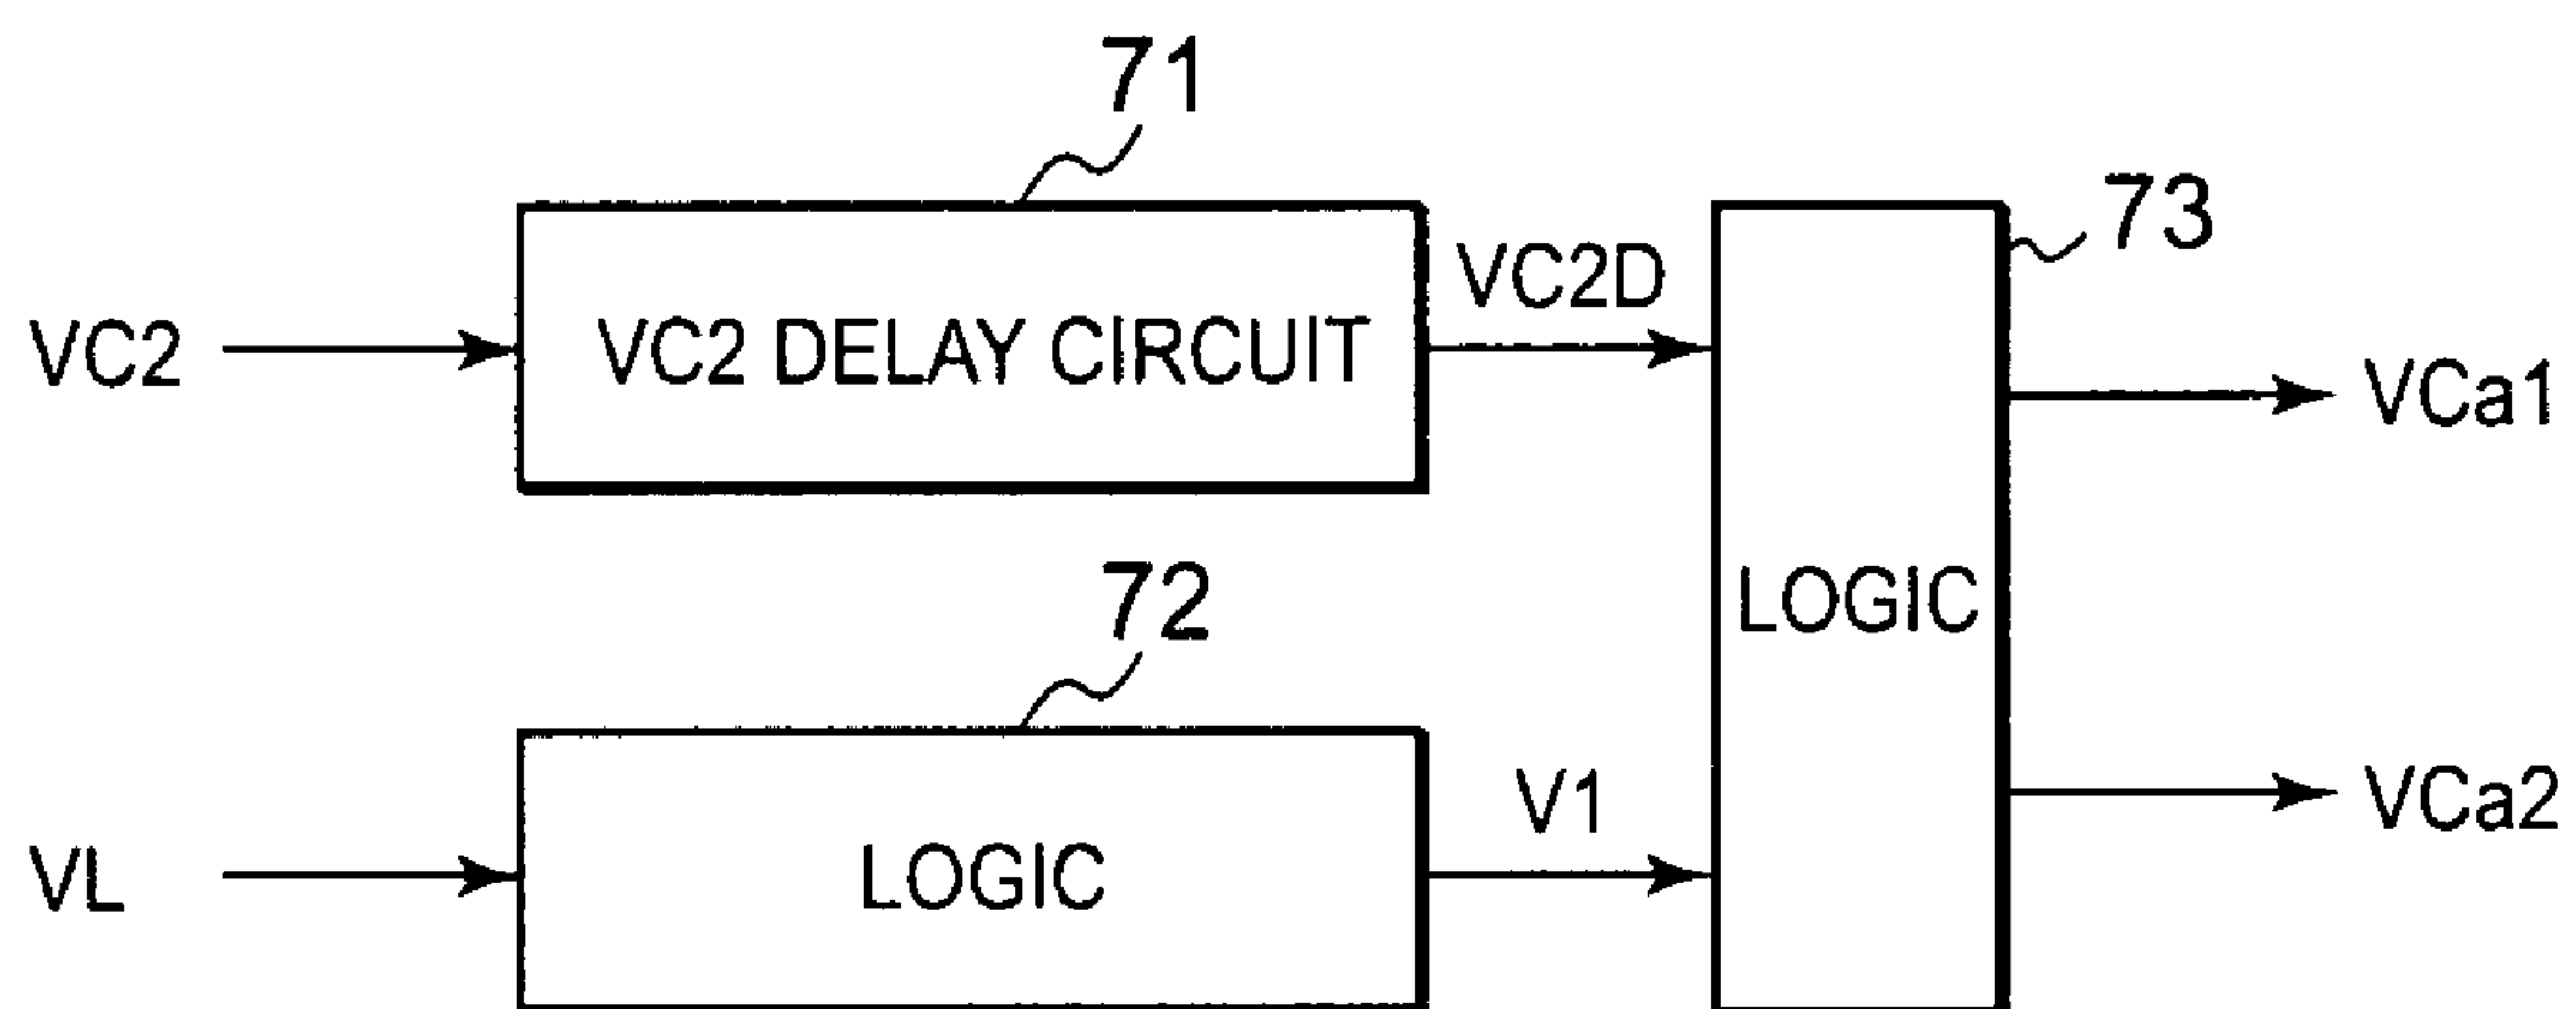 71
73
VC2D
VC2
VC2 DELAY CIRCUIT
VCa1
LOGIC
72
V1
VCa2
VL
LOGIC